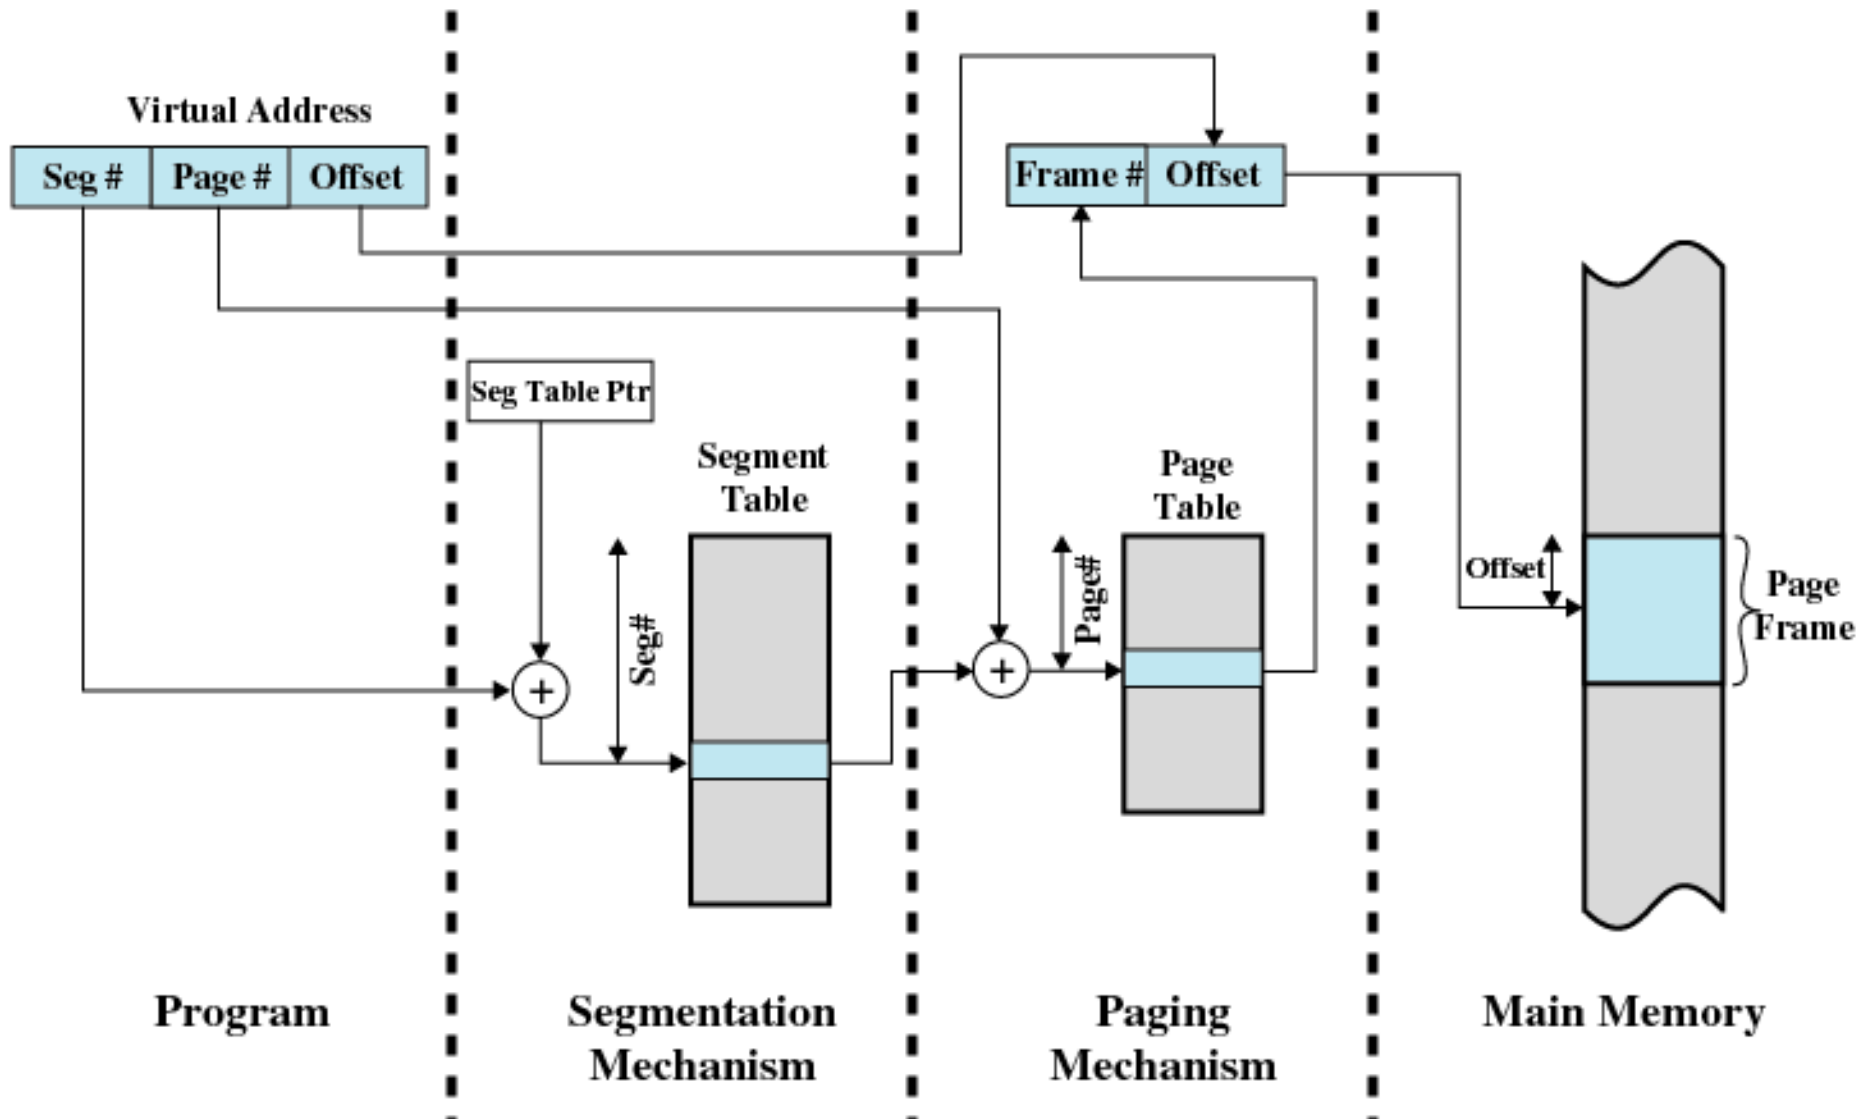 Virtual Address
Seg # Page # Offset
Frame # Offset
Seg Table Ptr
Segment
Table
Page
Table
Seg#
Page#
+
+
Offset
Page
Frame
Program
Segmentation
Mechanism
Paging
Mechanism
Main Memory